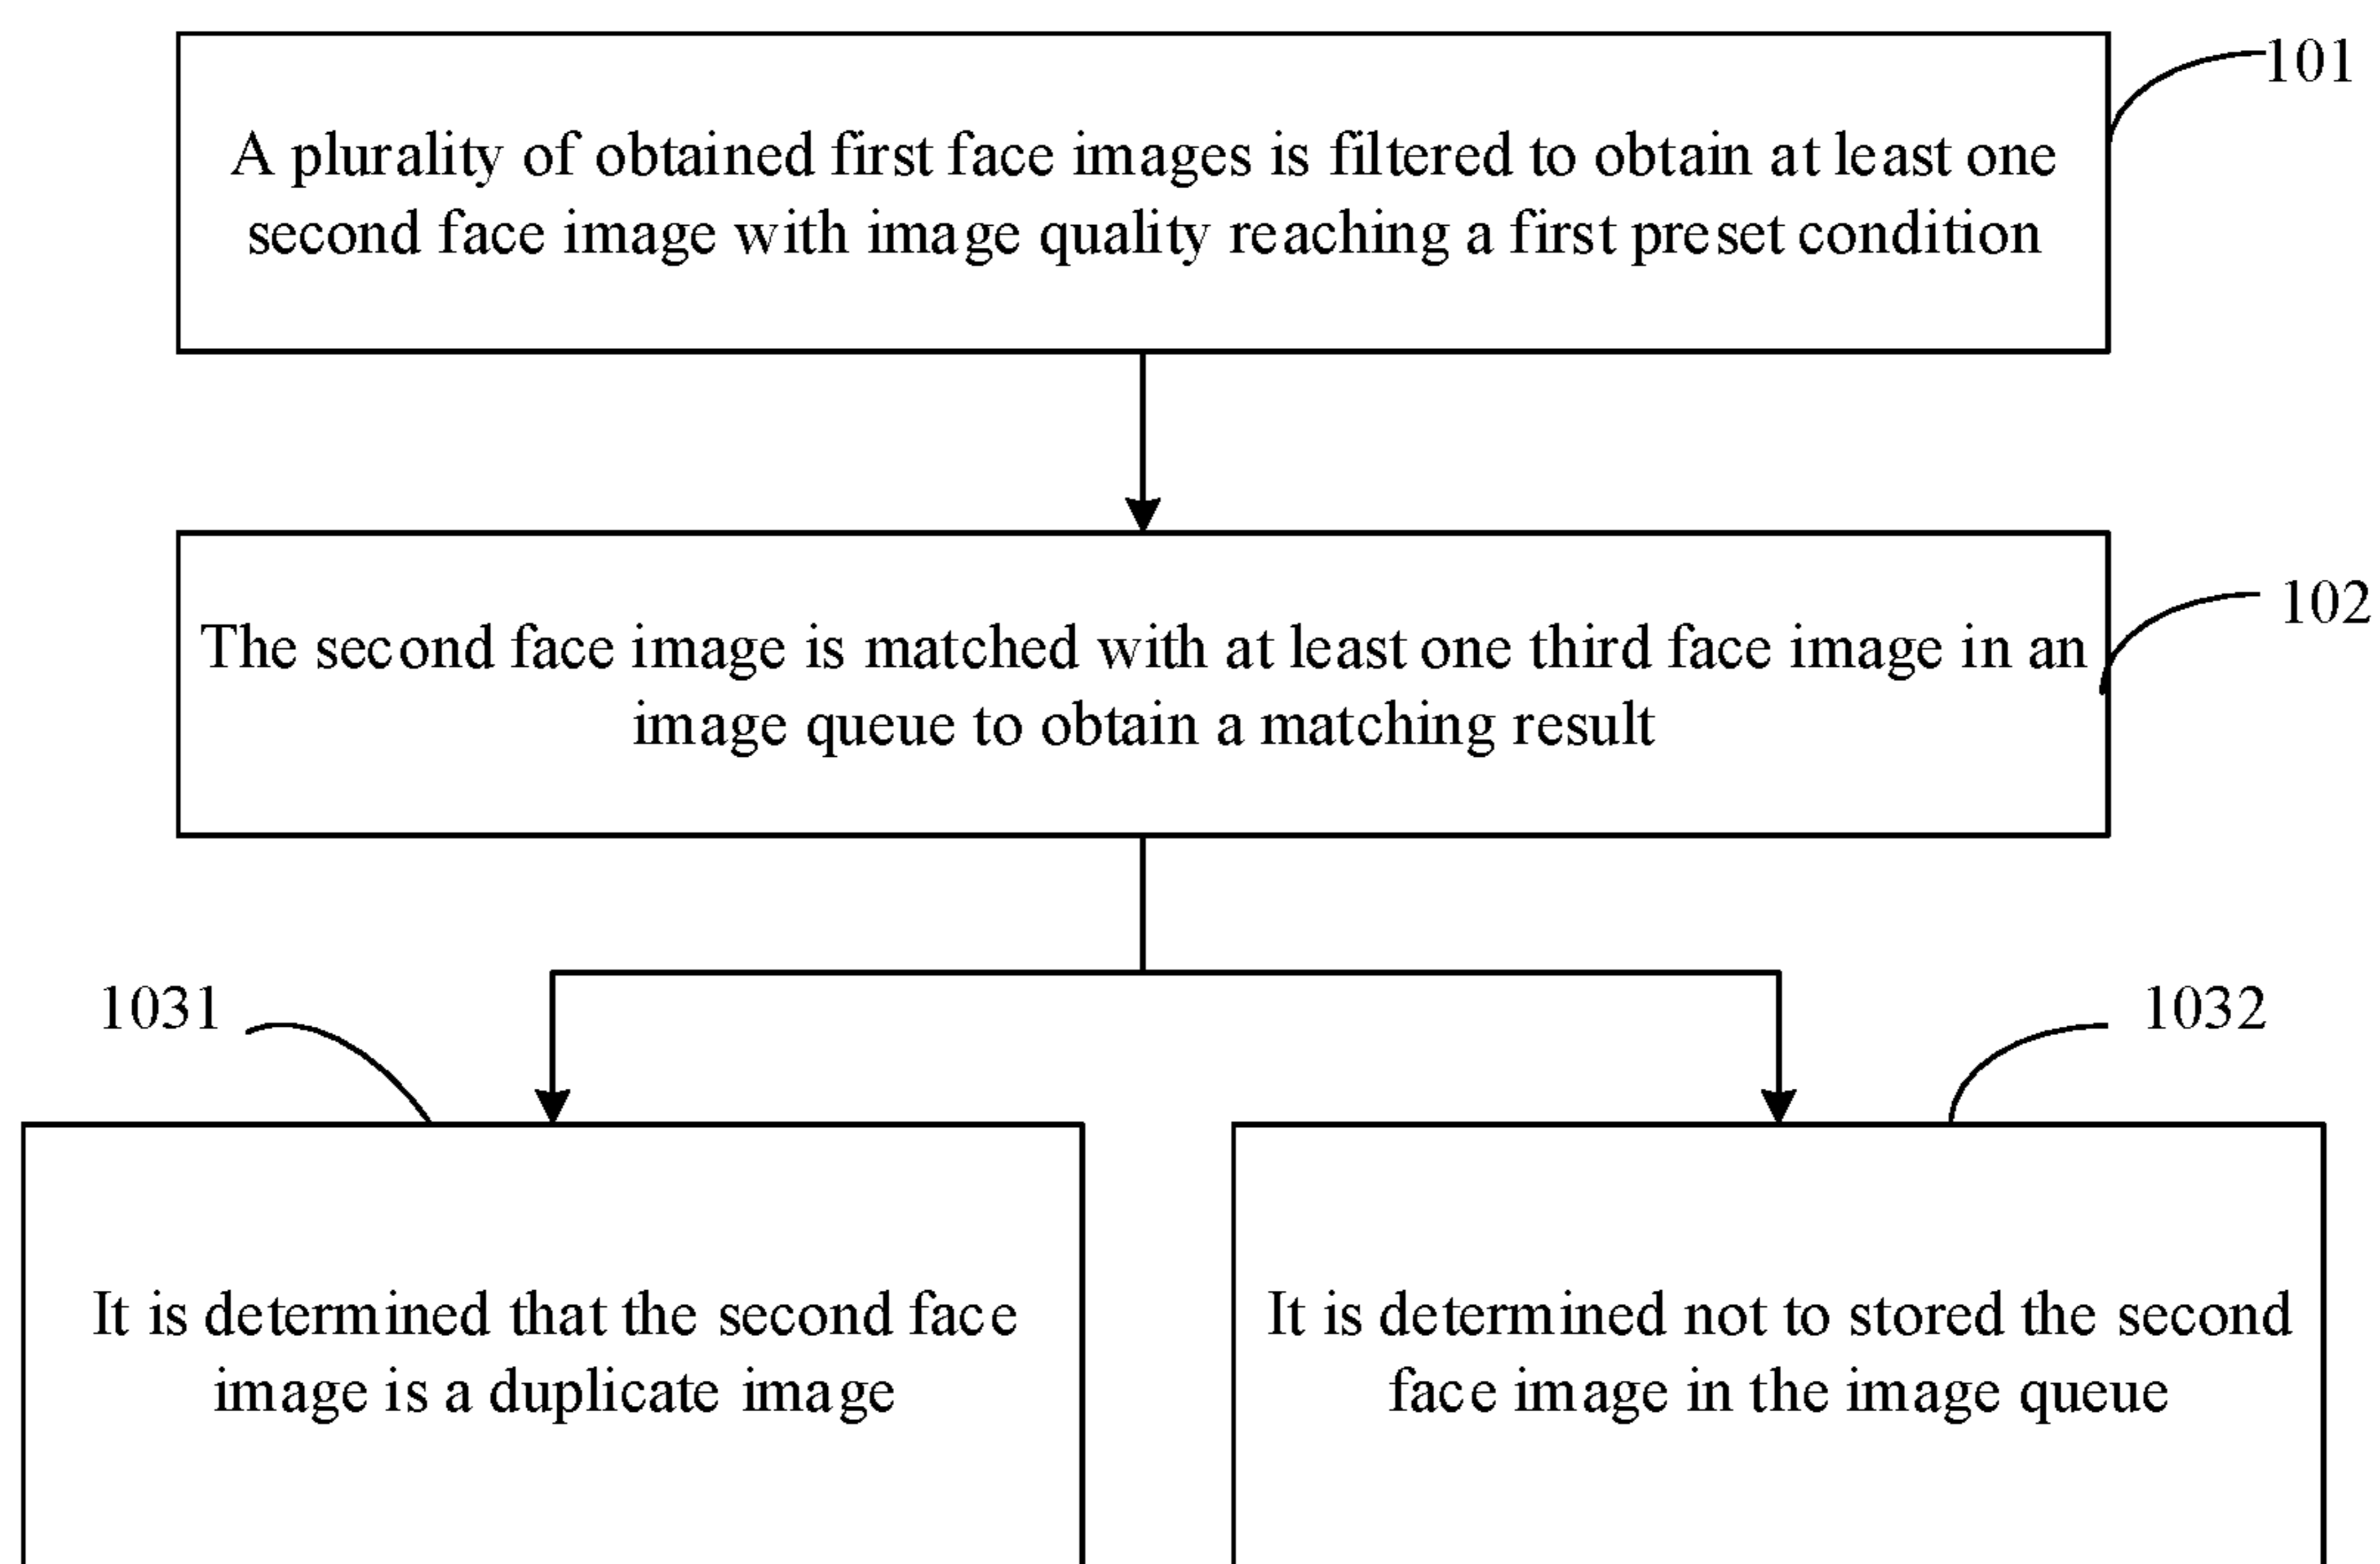 101
A plurality of obtained first face images is filtered to obtain at least one
second face image with image quality reaching a first preset condition
102
The second face image is matched with at least one third face image in an
image queue to obtain a matching result
1031
1032
It is determined that the second face
image is a duplicate image
It is determined not to stored the second
face image in the image queue